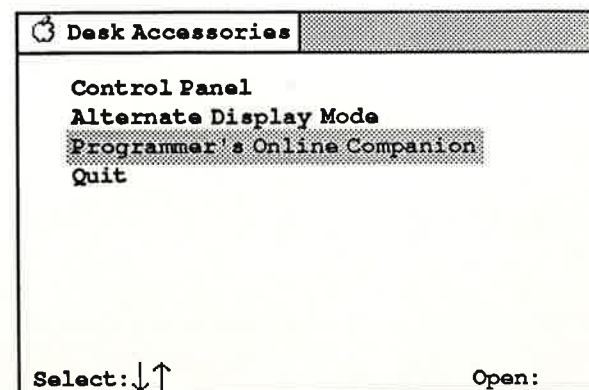 Desk Accessories
Control Panel
Alternate Display Mode
Programmer's Online Companion
Quit
Select:↓↑ Open: